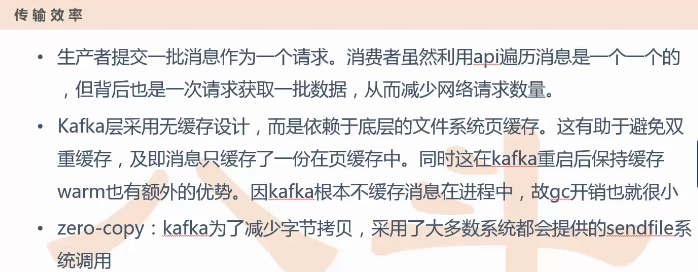 传输效率
• 生产者提交一批消息作为一个请求。消费者虽然利用api遍历消息是一个一个的
，但背后也是一次请求获取一批数据，从而减少网络请求数量。
• Kafka层采用无缓存设计，而是依赖于底层的文件系统页缓存。这有助于避免双
重缓存，及即消息只缓存了一份在页缓存中。同时这在kafka重启后保持缓存
warm也有额外的优势。因kafka根本不缓存消息在进程中，故gc开销也就很小
• zero-copy：kafka为了减少字节拷贝，采用了大多数系统都会提供的sendfile系
统调用
八斗